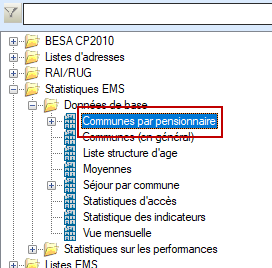 BESA CP2010
Listes d'adresses
RAI/RUG
Statistiques EMS
Données de base
Communes par pensionnaire
Communes (en général)
Liste structure d'age
Moyennes
Séjour par commune
Statistiques d'accès
Statistique des indicateurs
Vue mensuelle
Statistiques sur les performances
Listes EMS